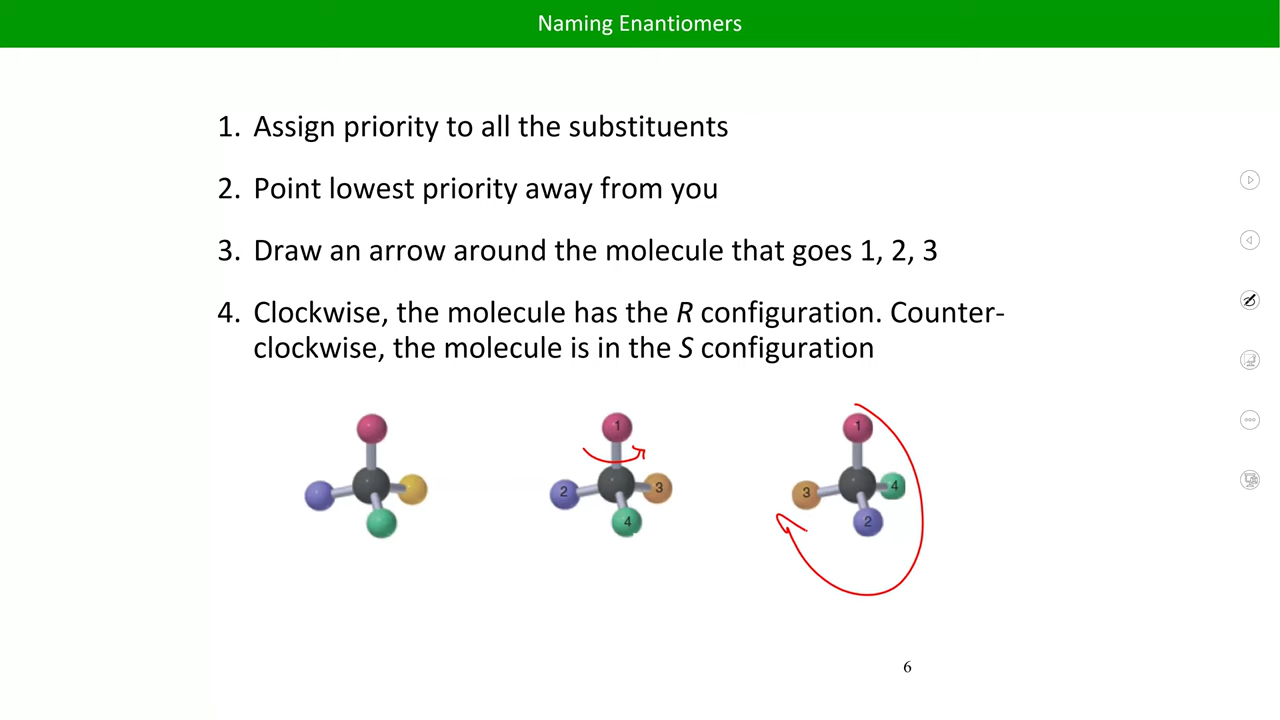 Naming Enantiomers
1. Assign priority to all the substituents
2. Point lowest priority away from you
3. Draw an arrow around the molecule that goes 1, 2, 3
4. Clockwise, the molecule has the R configuration. Counter-
clockwise, the molecule is in the S configuration
1 1
2 3 3 4
4 2
6